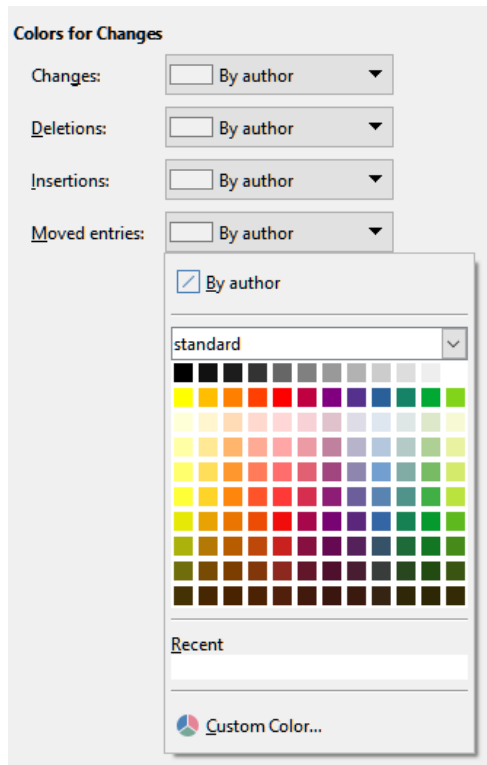 Colors for Changes
Changes: By author
Deletions: By author
Insertions: By author
Moved entries: By author
By author
standard
Recent
Custom Color...